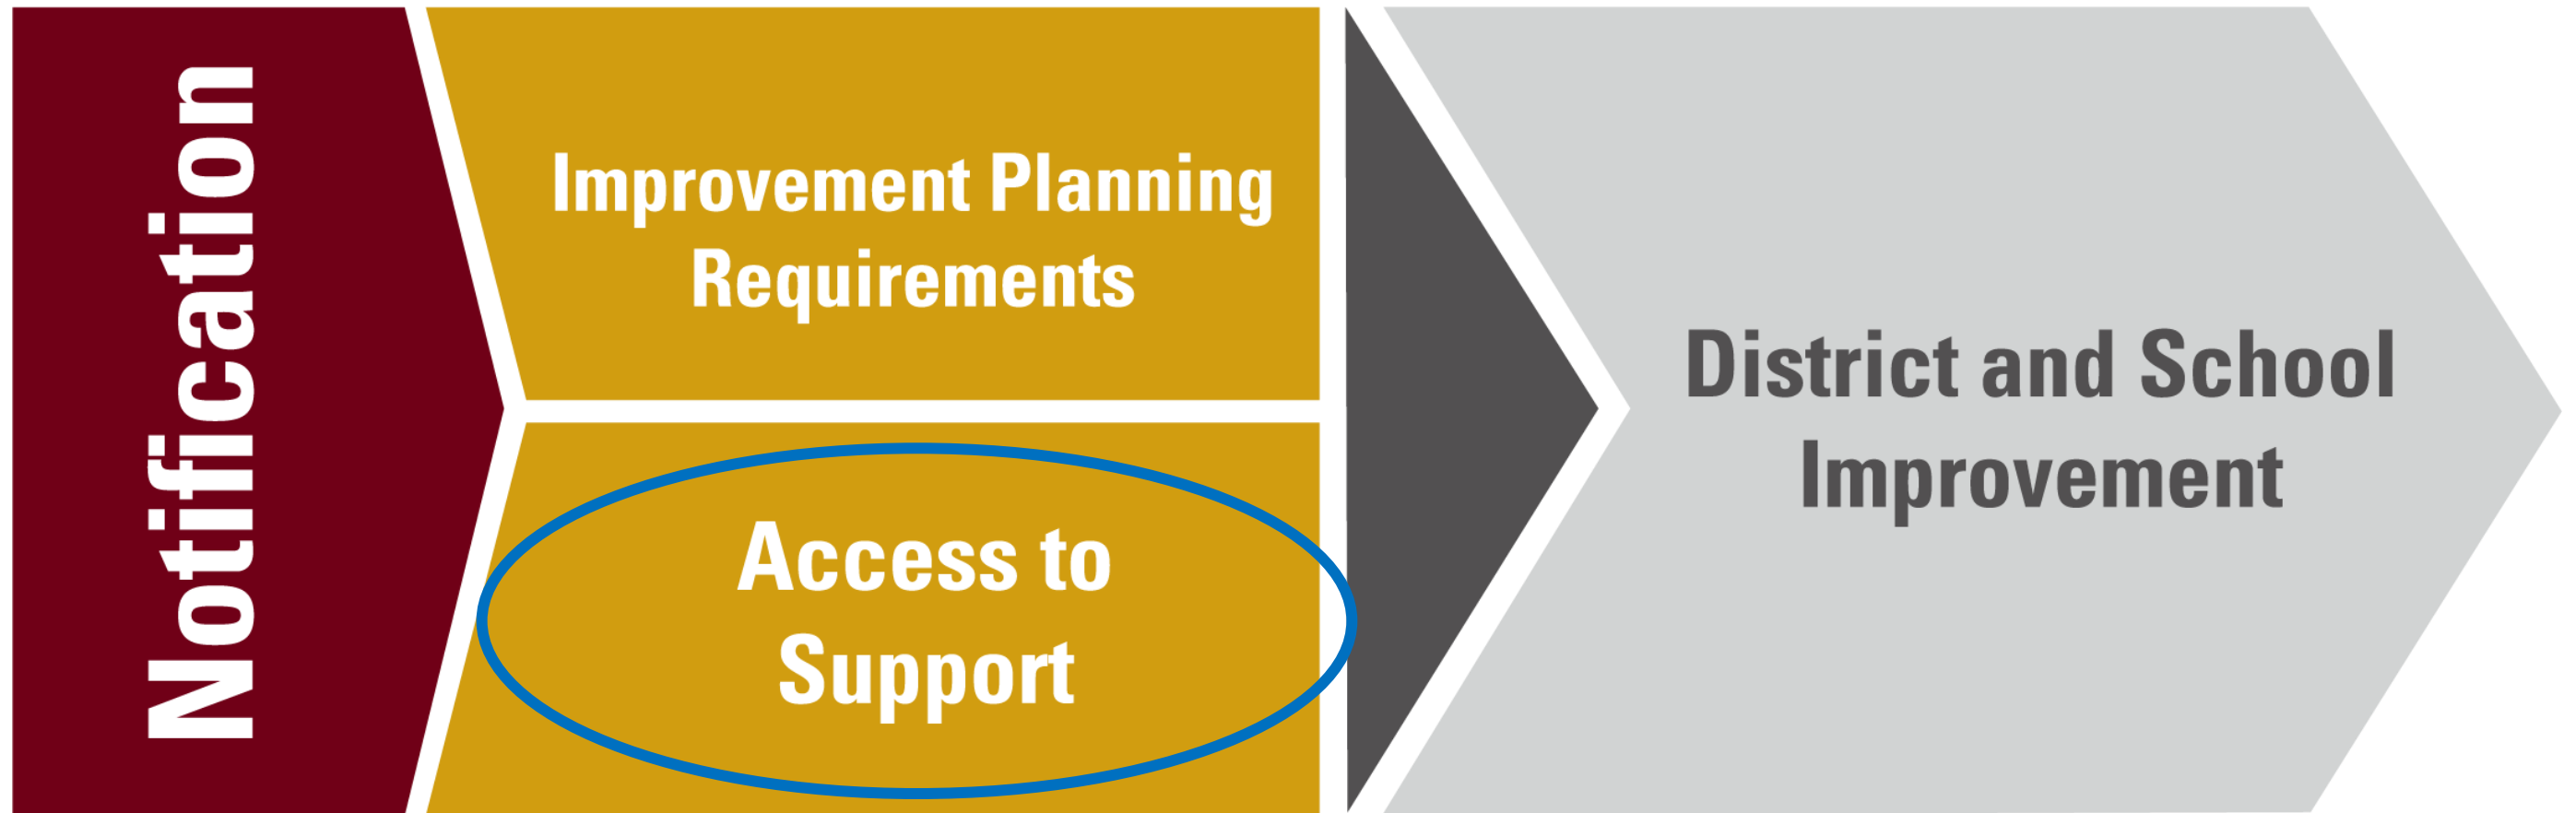 Notification
Improvement Planning
Requirements
Access to
Support
District and School
Improvement